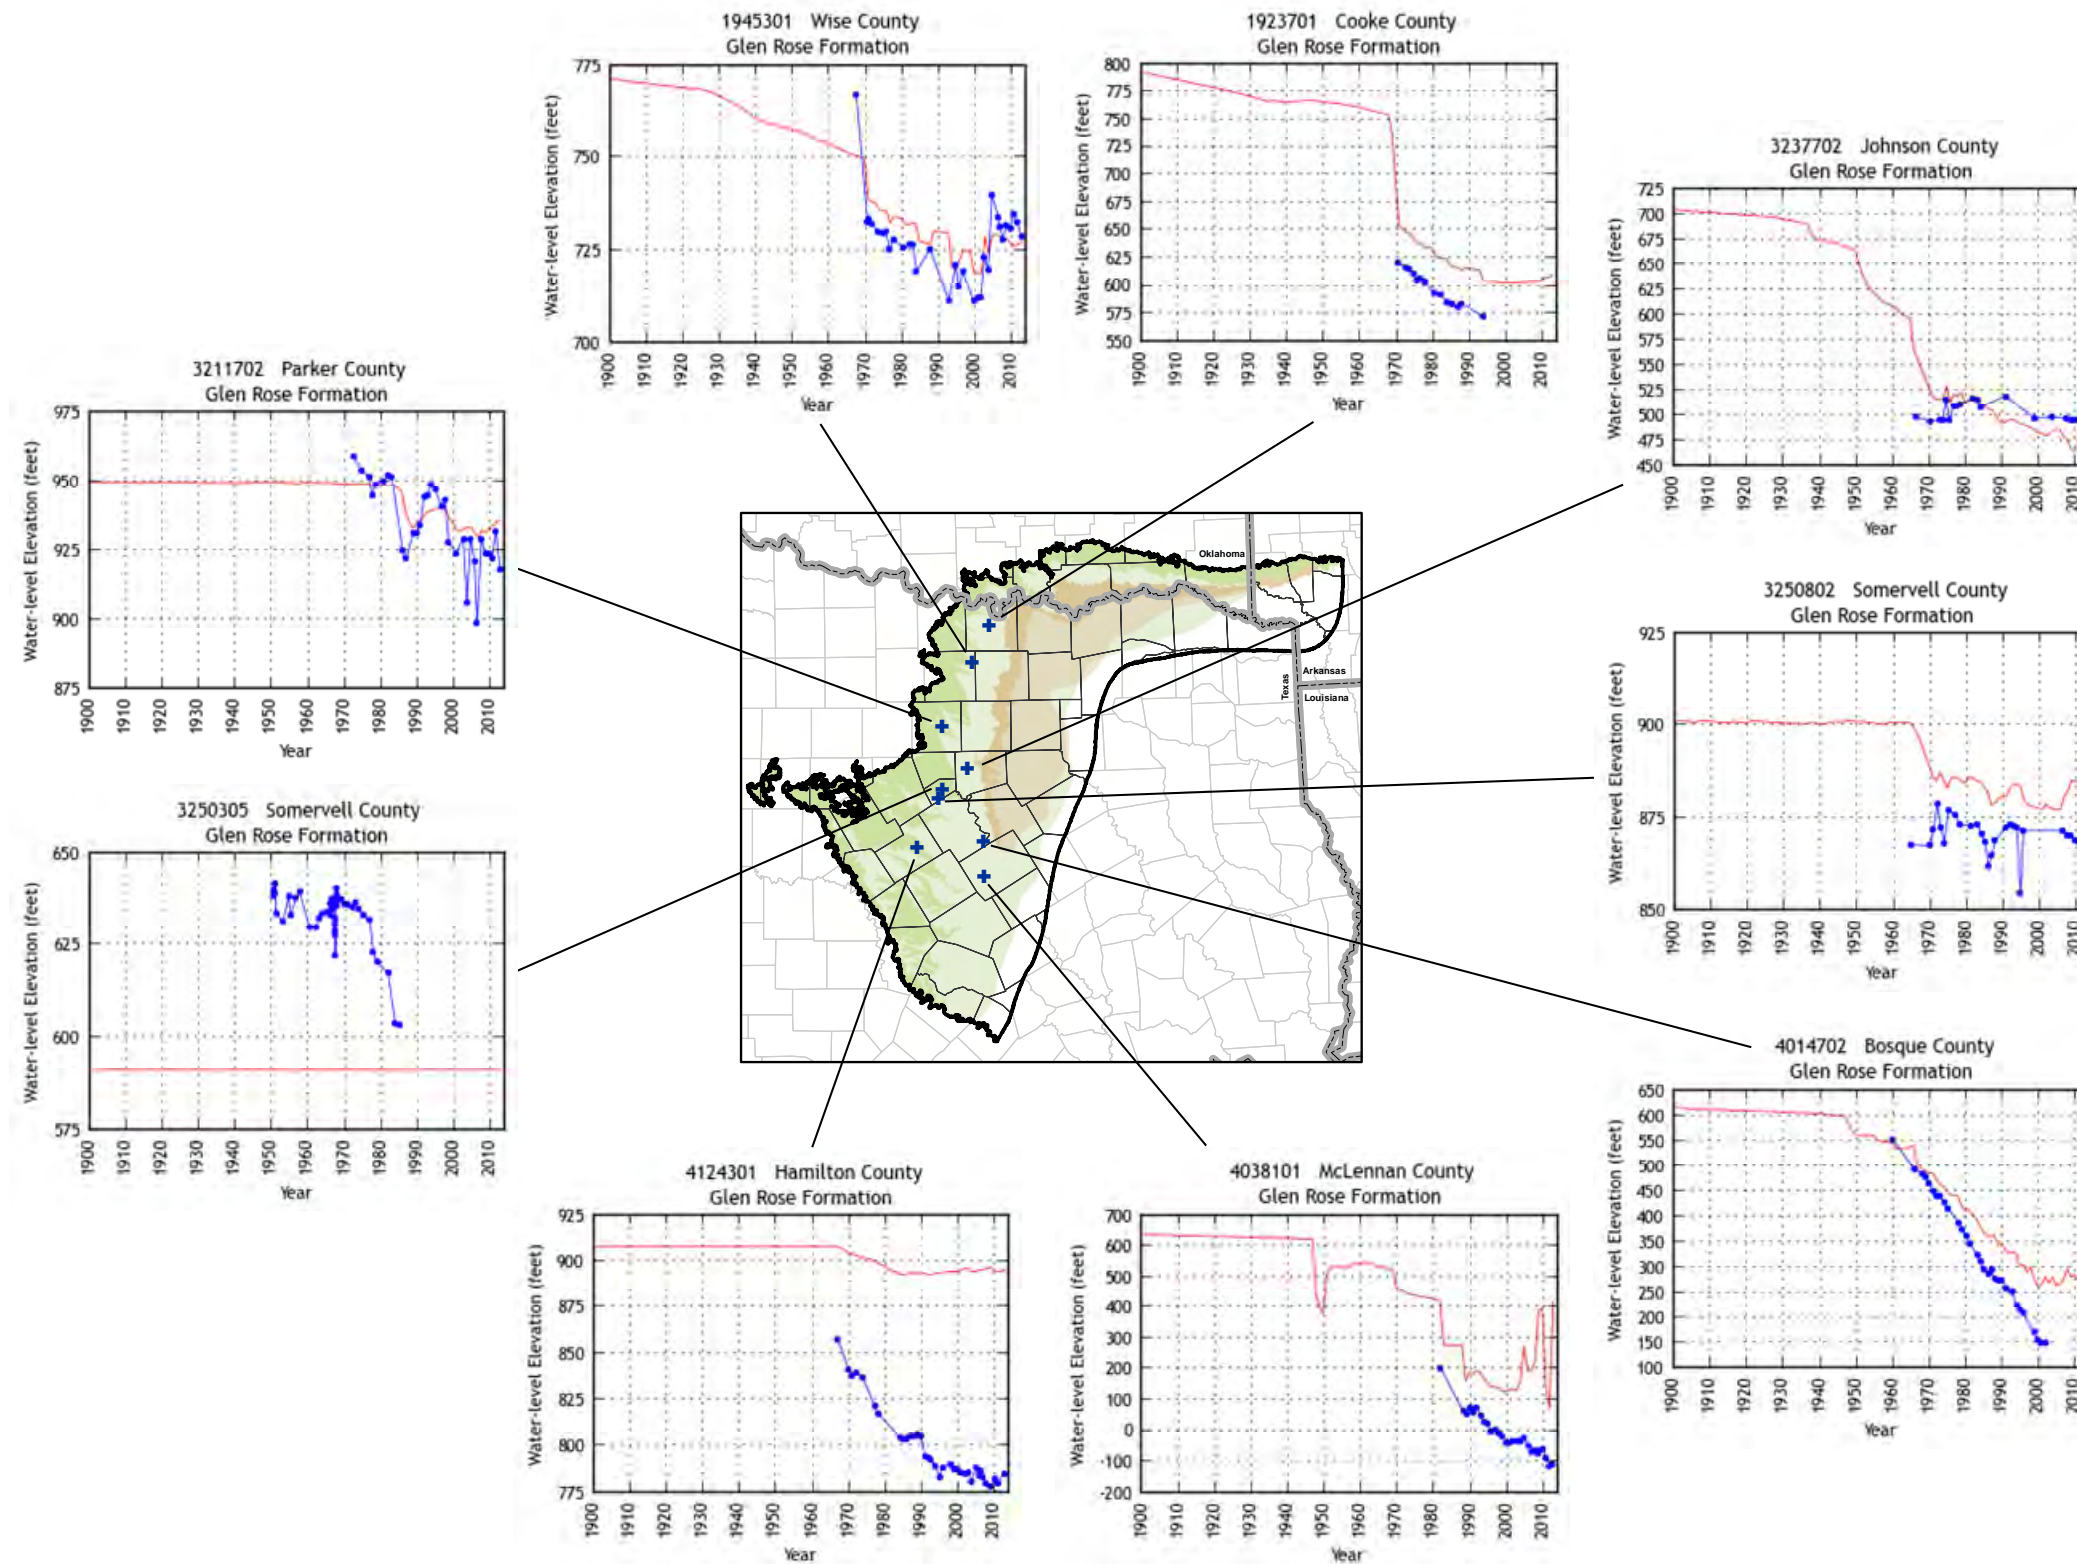 1945301 Wise County
Glen Rose Formation
Water-level Elevation (feet)
775
750
725
700
1900 1910 1920 1930 1940 1950 1960 1970 1980 1990 2000 2010
Year
1923701 Cooke County
Glen Rose Formation
Water-level Elevation (feet)
800
775
750
725
700
675
650
625
600
575
550
1900 1910 1920 1930 1940 1950 1960 1970 1980 1990 2000 2010
Year
3237702 Johnson County
Glen Rose Formation
Water-level Elevation (feet)
725
700
675
650
625
600
575
550
525
500
475
450
1900 1910 1920 1930 1940 1950 1960 1970 1980 1990 2000 2010
Year
3211702 Parker County
Glen Rose Formation
Water-level Elevation (feet)
975
950
925
900
875
1900 1910 1920 1930 1940 1950 1960 1970 1980 1990 2000 2010
Year
Oklahoma
Arkansas
Texas
Louisiana
3250802 Somervell County
Glen Rose Formation
Water-level Elevation (feet)
925
900
875
850
1900 1910 1920 1930 1940 1950 1960 1970 1980 1990 2000 2010
Year
3250305 Somervell County
Glen Rose Formation
Water-level Elevation (feet)
650
625
600
575
1900 1910 1920 1930 1940 1950 1960 1970 1980 1990 2000 2010
Year
4014702 Bosque County
Glen Rose Formation
Water-level Elevation (feet)
650
600
550
500
450
400
350
300
250
200
150
100
1900 1910 1920 1930 1940 1950 1960 1970 1980 1990 2000 2010
Year
4124301 Hamilton County
Glen Rose Formation
Water-level Elevation (feet)
925
900
875
850
825
800
775
1900 1910 1920 1930 1940 1950 1960 1970 1980 1990 2000 2010
Year
4038101 McLennan County
Glen Rose Formation
Water-level Elevation (feet)
700
600
500
400
300
200
100
0
-100
-200
1900 1910 1920 1930 1940 1950 1960 1970 1980 1990 2000 2010
Year